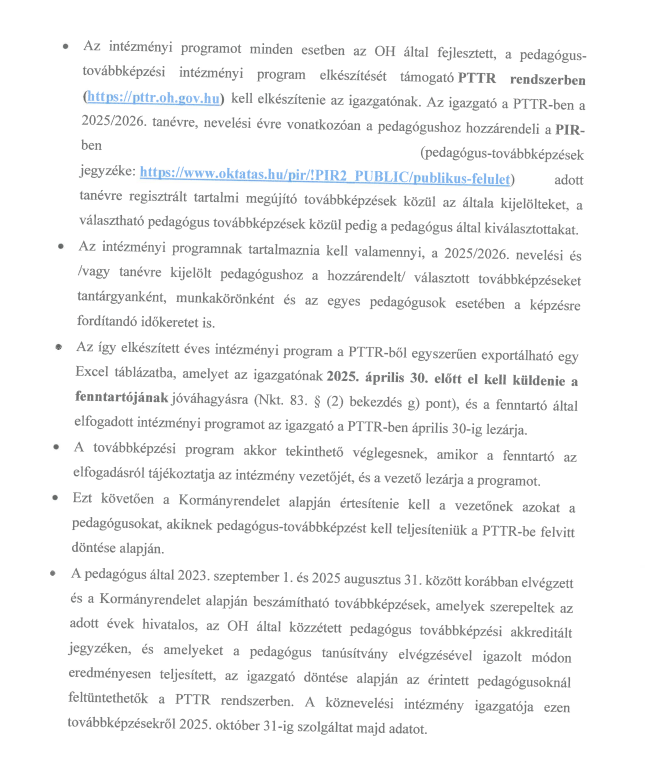 • Az intézményi programot minden esetben az OH által fejlesztett, a pedagógus-
továbbképzési intézményi program elkészítését támogató PTTR rendszerben
(https://pttr.oh.gov.hu) kell elkészítenie az igazgatónak. Az igazgató a PTTR-ben a
2025/2026. tanévre, nevelési évre vonatkozóan a pedagógushoz hozzárendeli a PIR-
ben (pedagógus-továbbképzések
jegyzéke: https://www.oktatas.hu/pir/!PIR2_PUBLIC/publikus-felulet) adott
tanévre regisztrált tartalmi megújító továbbképzések közül az általa kijelölteket, a
választható pedagógus továbbképzések közül pedig a pedagógus által kiválasztottakat.
• Az intézményi programnak tartalmaznia kell valamennyi, a 2025/2026. nevelési és
/vagy tanévre kijelölt pedagógushoz a hozzárendelt/ választott továbbképzéseket
tantárgyanként, munkakörönként és az egyes pedagógusok esetében a képzésre
fordítandó időkeretet is.
• Az így elkészített éves intézményi program a PTTR-ből egyszerűen exportálható egy
Excel táblázatba, amelyet az igazgatónak 2025. április 30. előtt el kell küldenie a
fenntartójának jóváhagyásra (Nkt. 83. § (2) bekezdés g) pont), és a fenntartó által
elfogadott intézményi programot az igazgató a PTTR-ben április 30-ig lezárja.
• A továbbképzési program akkor tekinthető véglegesnek, amikor a fenntartó az
elfogadásról tájékoztatja az intézmény vezetőjét, és a vezető lezárja a programot.
• Ezt követően a Kormányrendelet alapján értesítenie kell a vezetőnek azokat a
pedagógusokat, akiknek pedagógus-továbbképzést kell teljesíteniük a PTTR-be felvitt
döntése alapján.
• A pedagógus által 2023. szeptember 1. és 2025 augusztus 31. között korábban elvégzett
és a Kormányrendelet alapján beszámítható továbbképzések, amelyek szerepeltek az
adott évek hivatalos, az OH által közzétett pedagógus továbbképzési akkreditált
jegyzéken, és amelyeket a pedagógus tanúsítvány elvégzésével igazolt módon
eredményesen teljesített, az igazgató döntése alapján az érintett pedagógusoknál
feltüntethetők a PTTR rendszerben. A köznevelési intézmény igazgatója ezen
továbbképzésekről 2025. október 31-ig szolgáltat majd adatot.